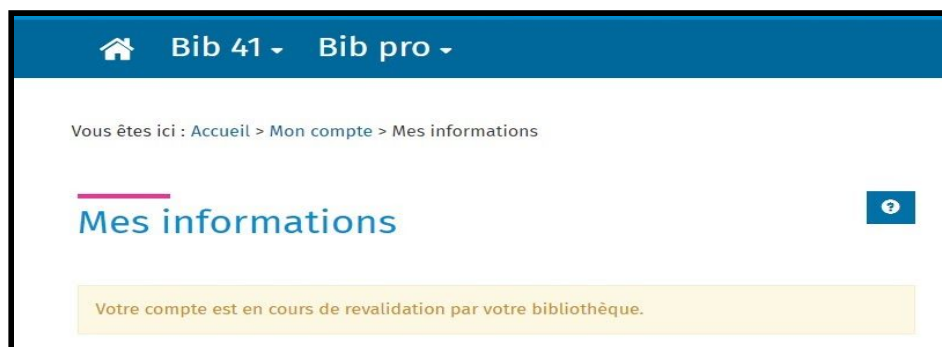 Bib 41 Bib pro
Vous êtes ici : Accueil > Mon compte > Mes informations
Mes informations
?
Votre compte est en cours de revalidation par votre bibliothèque.